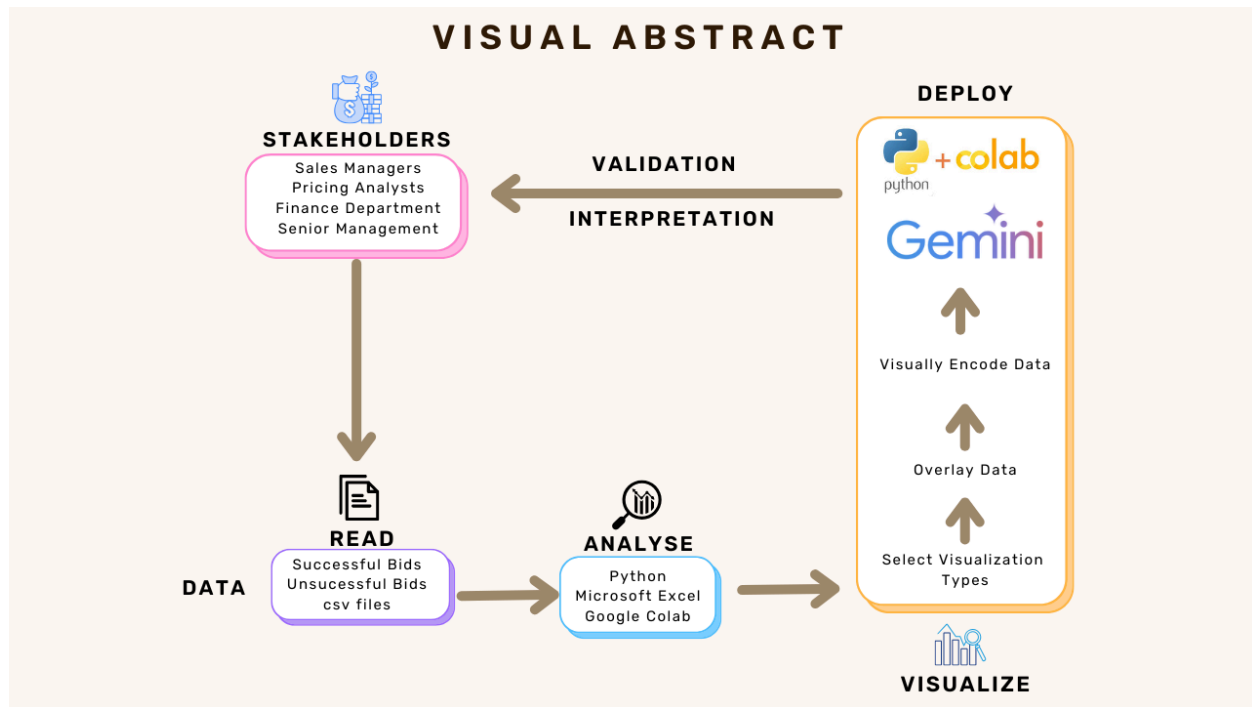 VISUAL ABSTRACT
STAKEHOLDERS
Sales Managers
Pricing Analysts
Finance Department
Senior Management
VALIDATION
INTERPRETATION
DEPLOY
python
+ colab
Gemini
Visually Encode Data
Overlay Data
Select Visualization
Types
VISUALIZE
DATA
READ
Successful Bids
Unsucessful Bids
csv files
ANALYSE
Python
Microsoft Excel
Google Colab
$
$